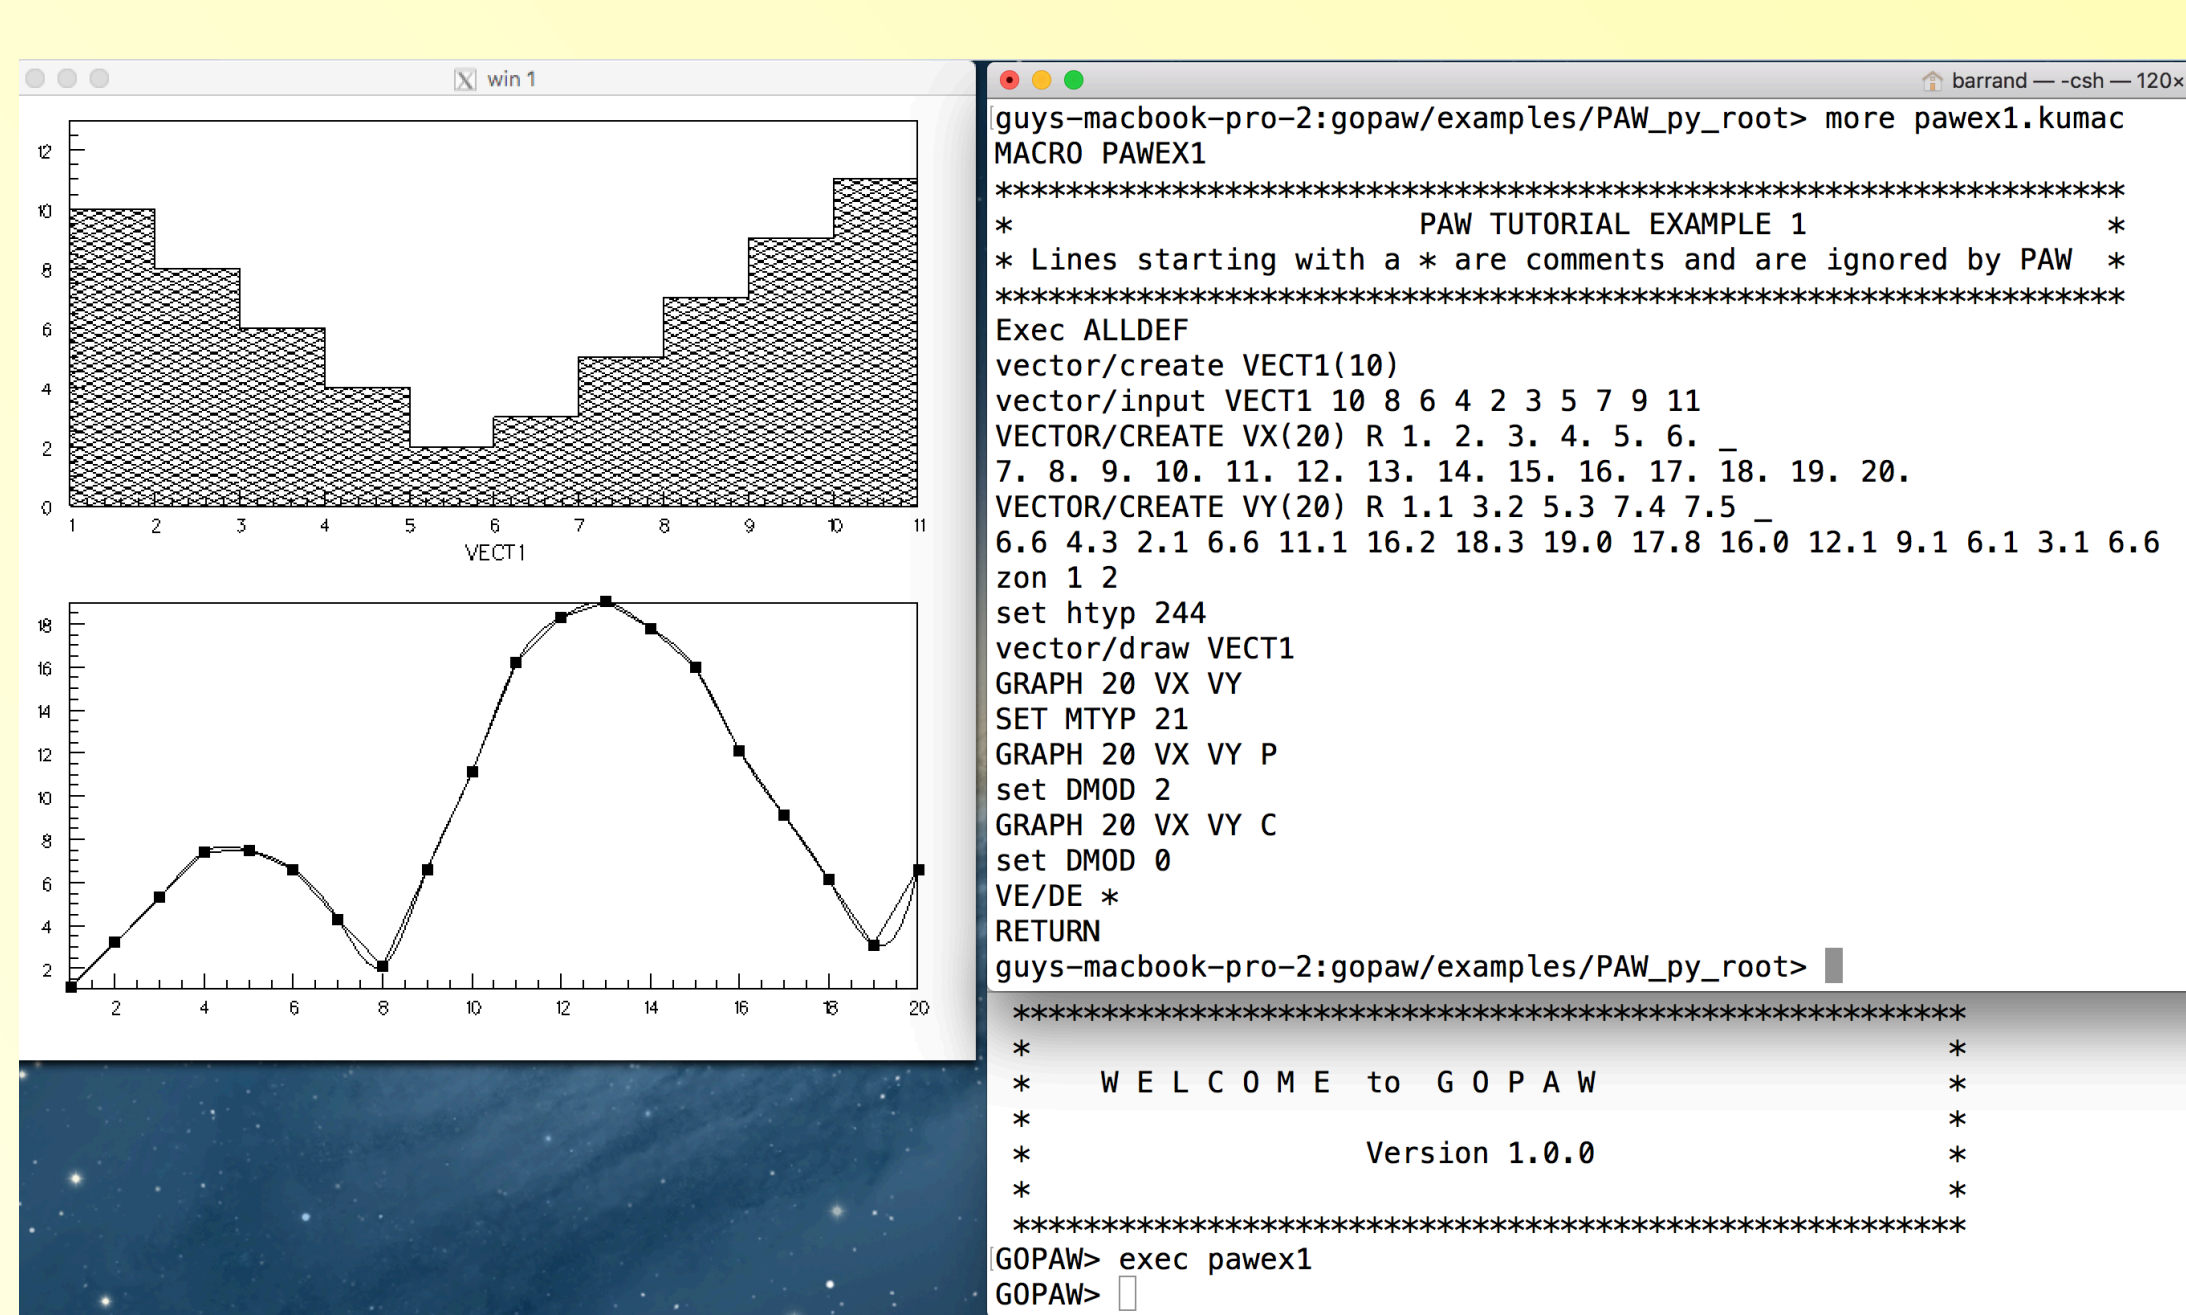 win 1
12
10
8
6
4
2
0
1 2 3 4 5 6 7 8 9 10 11
VECT1
18
16
14
12
10
8
6
4
2
2 4 6 8 10 12 14 16 18 20
barrand — -csh — 120×
guys-macbook-pro-2:gopaw/examples/PAW_py_root> more pawex1.kumac
MACRO PAWEX1
****************************************************************
* PAW TUTORIAL EXAMPLE 1 *
* Lines starting with a * are comments and are ignored by PAW *
****************************************************************
Exec ALLDEF
vector/create VECT1(10)
vector/input VECT1 10 8 6 4 2 3 5 7 9 11
VECTOR/CREATE VX(20) R 1. 2. 3. 4. 5. 6. _
7. 8. 9. 10. 11. 12. 13. 14. 15. 16. 17. 18. 19. 20.
VECTOR/CREATE VY(20) R 1.1 3.2 5.3 7.4 7.5 _
6.6 4.3 2.1 6.6 11.1 16.2 18.3 19.0 17.8 16.0 12.1 9.1 6.1 3.1 6.6
zon 1 2
set htyp 244
vector/draw VECT1
GRAPH 20 VX VY
SET MTYP 21
GRAPH 20 VX VY P
set DMOD 2
GRAPH 20 VX VY C
set DMOD 0
VE/DE *
RETURN
guys-macbook-pro-2:gopaw/examples/PAW_py_root>
******************************************************
* *
* W E L C O M E to G O P A W *
* *
* Version 1.0.0 *
* *
******************************************************
GOPAW> exec pawex1
GOPAW>